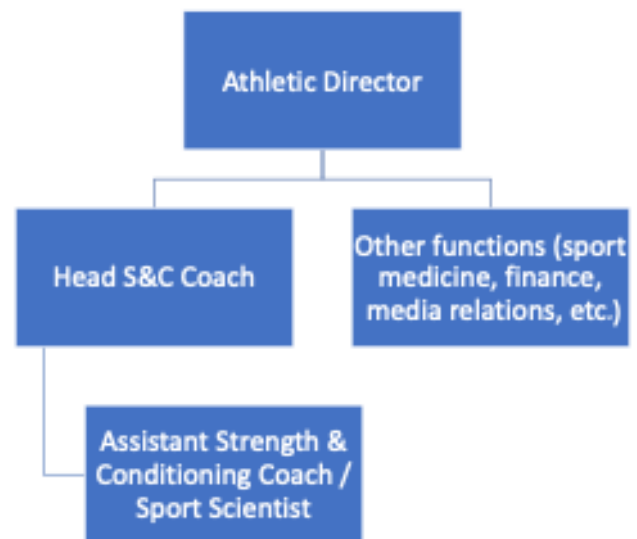 Athletic Director
Head S&C Coach
Other functions (sport
medicine, finance,
media relations, etc.)
Assistant Strength &
Conditioning Coach /
Sport Scientist